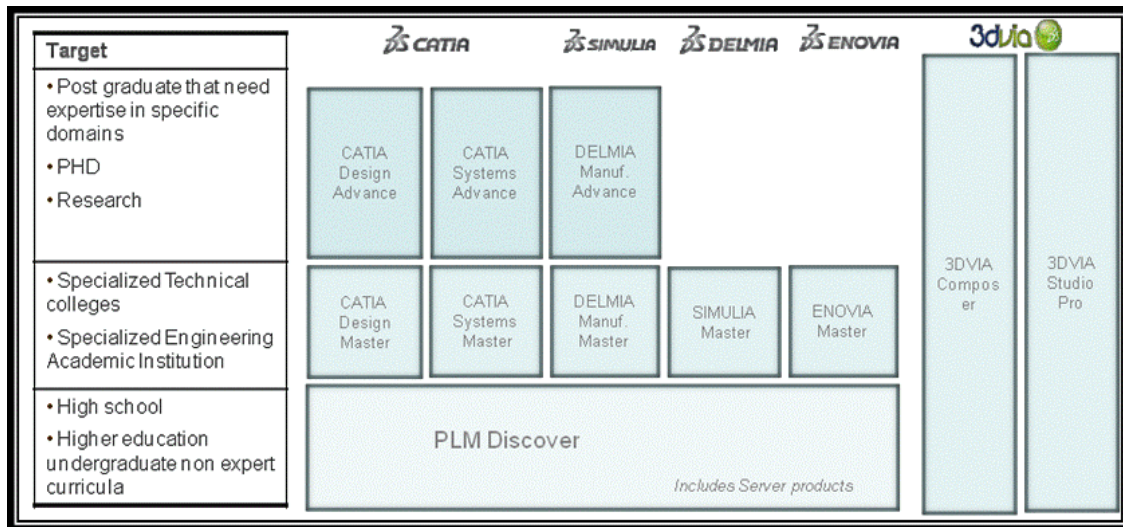 Target
CATIA
SIMULIA
DELMIA
ENOVIA
3dvia
• Post graduate that need
expertise in specific
domains
• PHD
• Research
CATIA
Design
Advance
CATIA
Systems
Advance
DELMIA
Manuf.
Advance
• Specialized Technical
colleges
• Specialized Engineering
Academic Institution
CATIA
Design
Master
CATIA
Systems
Master
DELMIA
Manuf.
Master
SIMULIA
Master
ENOVIA
Master
3DVIA
Compos
er
3DVIA
Studio
Pro
• High school
• Higher education
undergraduate non expert
curricula
PLM Discover
Includes Server products